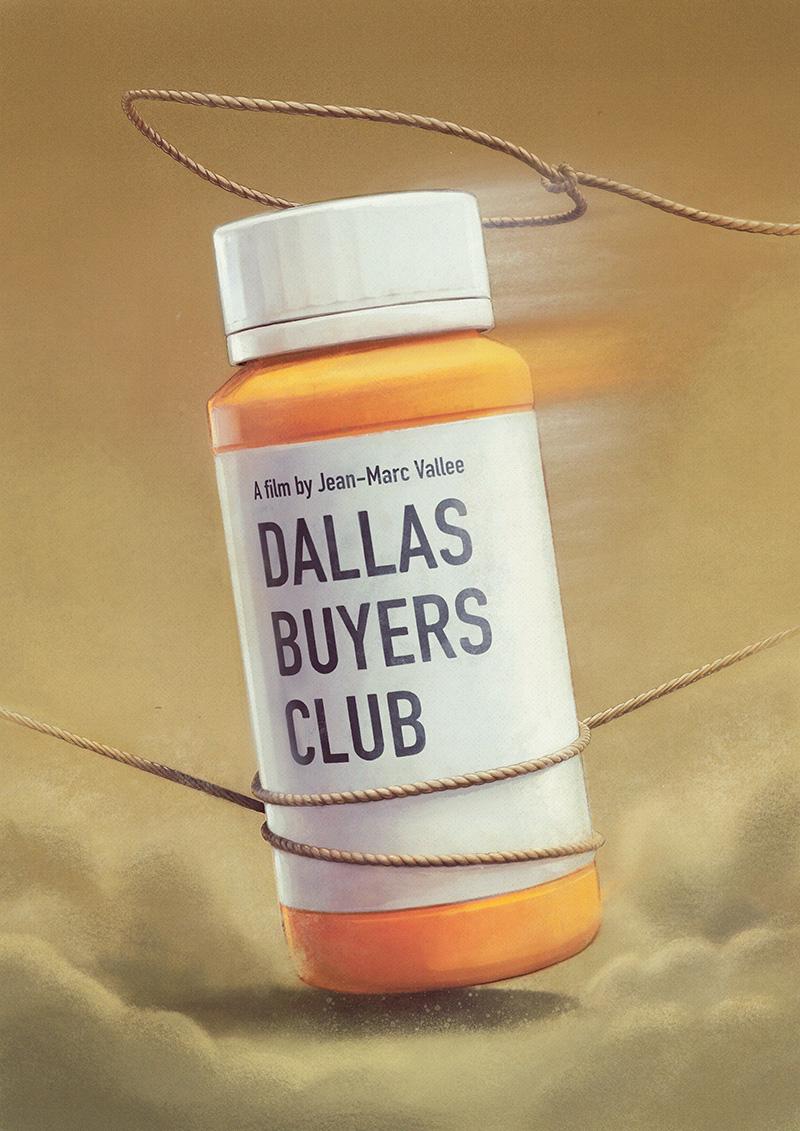 A film by Jean-Marc Vallee
DALLAS
BUYERS
CLUB